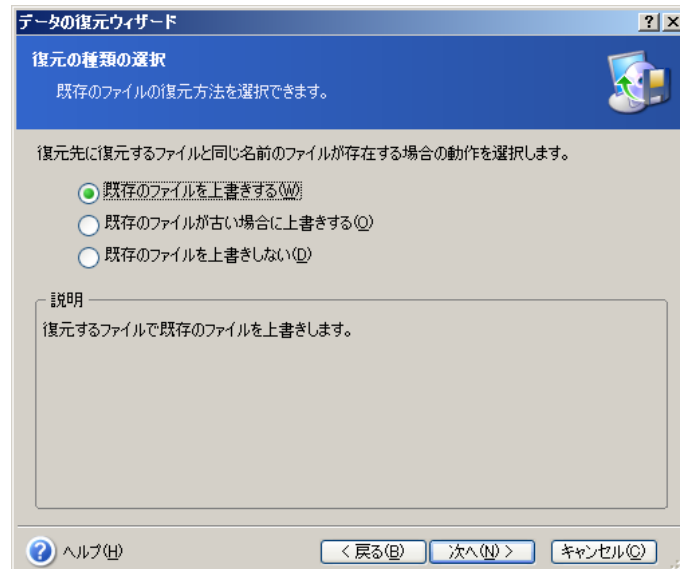 データの復元ウィザード
復元の種類の選択
既存のファイルの復元方法を選択できます。
復元先に復元するファイルと同じ名前のファイルが存在する場合の動作を選択します。
既存のファイルを上書きする(W)
既存のファイルが古い場合に上書きする(O)
既存のファイルを上書きしない(D)
説明
復元するファイルで既存のファイルを上書きします。
ヘルプ(H)
< 戻る(B) 次へ(N) > キャンセル(C)